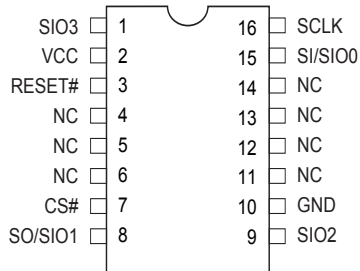 SIO3 1 16 SCLK
VCC 2 15 SI/SIO0
RESET# 3 14 NC
NC 4 13 NC
NC 5 12 NC
NC 6 11 NC
CS# 7 10 GND
SO/SIO1 8 9 SIO2